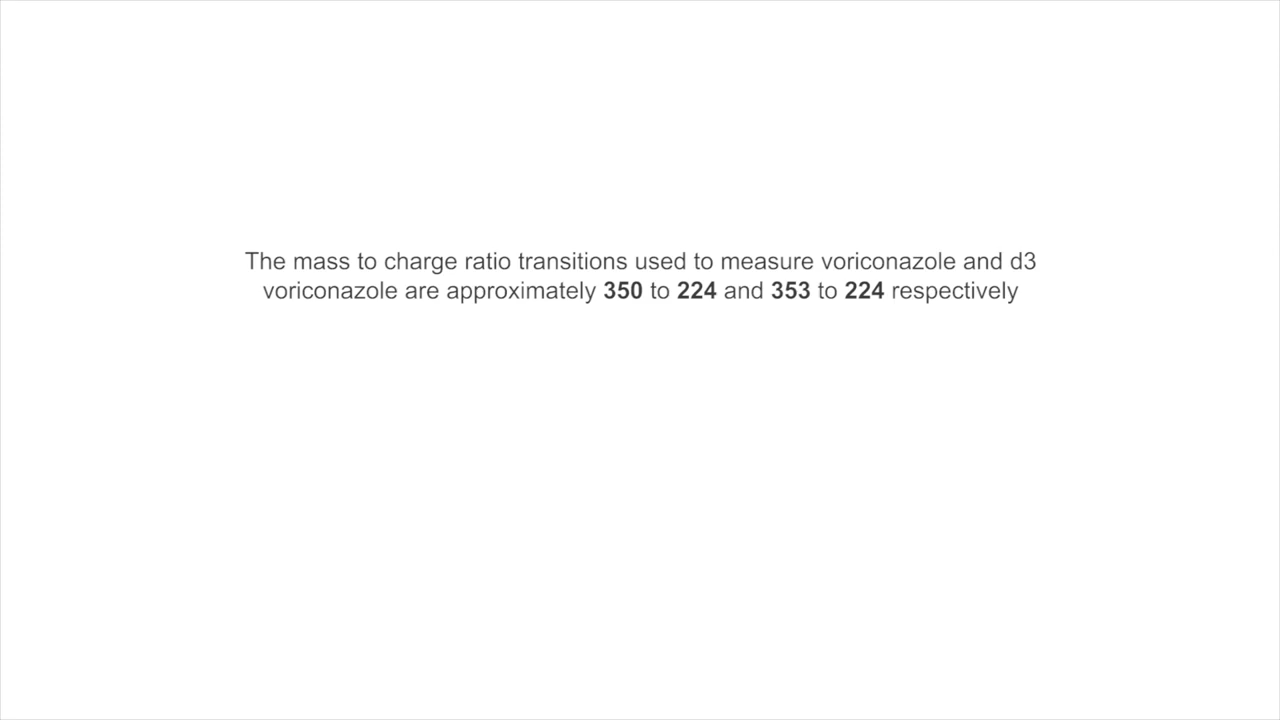 The mass to charge ratio transitions used to measure voriconazole and d3
voriconazole are approximately 350 to 224 and 353 to 224 respectively